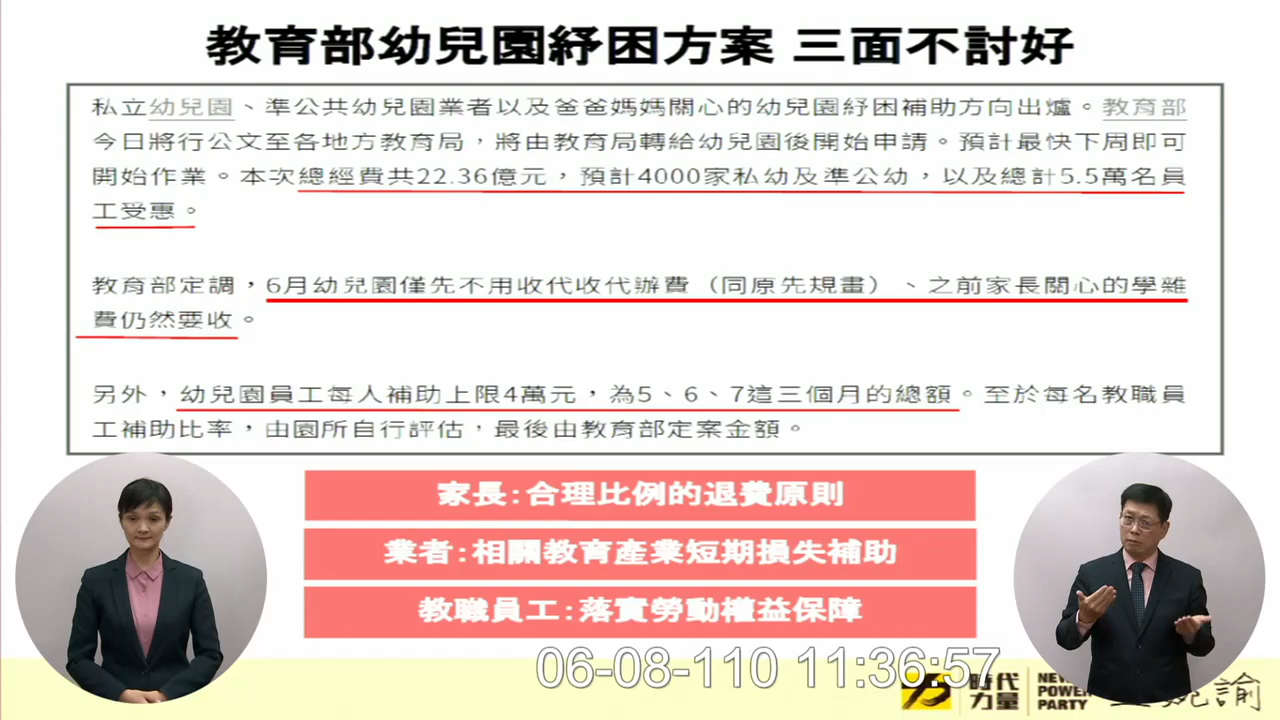 教育部幼兒園紓困方案 三面不討好
私立幼兒園、準公共幼兒園業者以及爸爸媽媽關心的幼兒園紓困補助方向出爐。教育部
今日將行公文至各地方教育局，將由教育局轉給幼兒園後開始申請。預計最快下周即可
開始作業。本次總經費共22.36億元，預計4000家私幼及準公幼，以及總計5.5萬名員
工受惠。
教育部定調，6月幼兒園僅先不用收代收代辦費（同原先規畫）、之前家長關心的學雜
費仍然要收。
另外，幼兒園員工每人補助上限4萬元，為5、6、7這三個月的總額。至於每名教職員
工補助比率，由園所自行評估，最後由教育部定案金額。
家長:合理比例的退費原則
業者:相關教育產業短期損失補助
教職員工:落實勞動權益保障
06-08-110 11:36:57
時代
力量
NEW
POWER
PARTY
婉諭